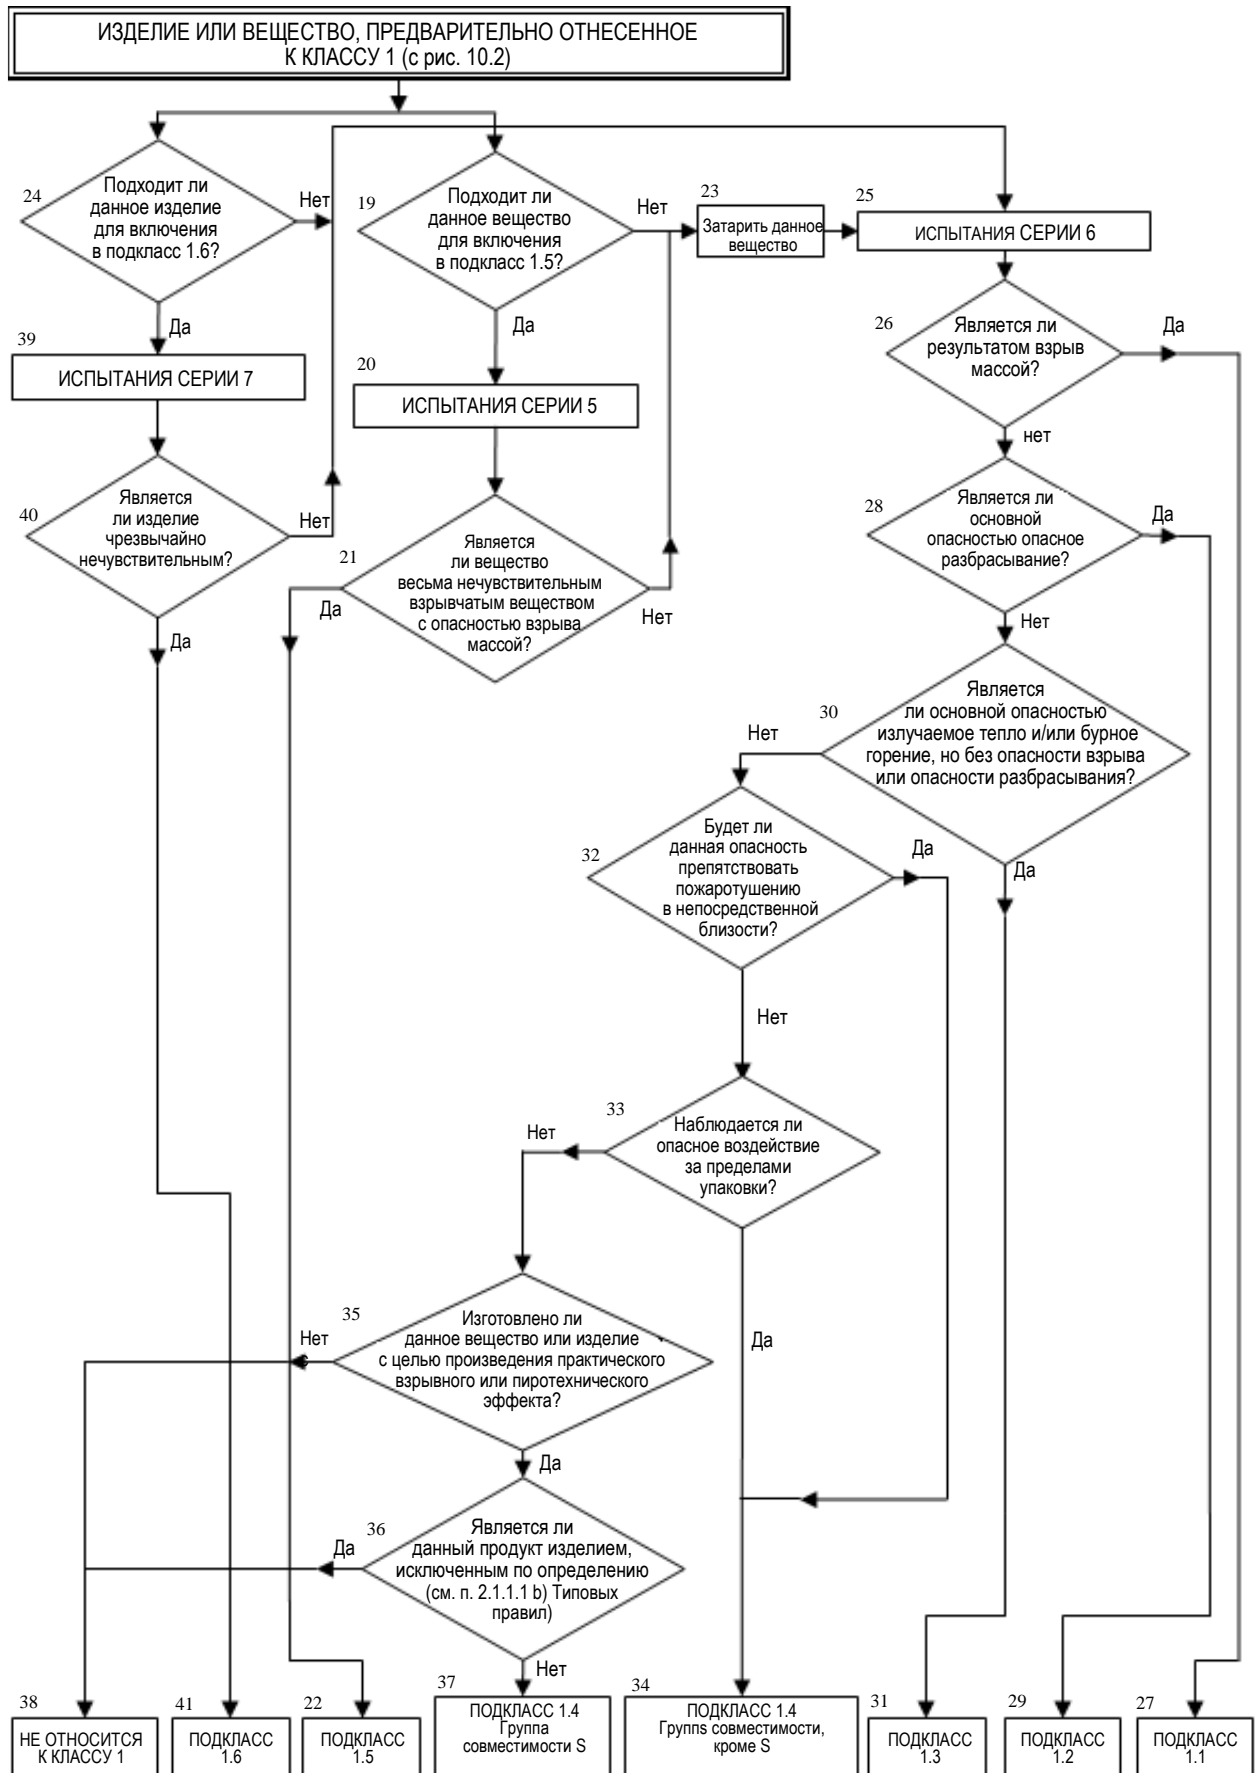 ИЗДЕЛИЕ ИЛИ ВЕЩЕСТВО, ПРЕДВАРИТЕЛЬНО ОТНЕСЕННОЕ
К КЛАССУ 1 (с рис. 10.2)
24
Подходит ли
данное изделие
для включения
в подкласс 1.6?
Нет
Да
19
Подходит ли
данное вещество
для включения
в подкласс 1.5?
Нет
Да
23
Затарить данное
вещество
25
ИСПЫТАНИЯ СЕРИИ 6
26
Является ли
результатом взрыв
массой?
Да
нет
39
ИСПЫТАНИЯ СЕРИИ 7
20
ИСПЫТАНИЯ СЕРИИ 5
40
Является
ли изделие
чрезвычайно
нечувствительным?
Нет
Да
21
Является
ли вещество
весьма нечувствительным
взрывчатым веществом
с опасностью взрыва
массой?
Да
Нет
28
Является ли
основной
опасностью опасное
разбрасывание?
Да
Нет
30
Является
ли основной опасностью
излучаемое тепло и/или бурное
горение, но без опасности взрыва
или опасности разбрасывания?
Нет
Да
32
Будет ли
данная опасность
препятствовать
пожаротушению
в непосредственной
близости?
Да
Нет
33
Наблюдается ли
опасное воздействие
за пределами
упаковки?
Нет
Да
35
Изготовлено ли
данное вещество или изделие
с целью произведения практического
взрывного или пиротехнического
эффекта?
Нет
Да
36
Является ли
данный продукт изделием,
исключенным по определению
(см. п. 2.1.1.1 b) Типовых
правил)
Да
Нет
38
НЕ ОТНОСИТСЯ
К КЛАССУ 1
41
ПОДКЛАСС
1.6
22
ПОДКЛАСС
1.5
37
ПОДКЛАСС 1.4
Группа
совместимости S
34
ПОДКЛАСС 1.4
Группs совместимости,
кроме S
31
ПОДКЛАСС
1.3
29
ПОДКЛАСС
1.2
27
ПОДКЛАСС
1.1